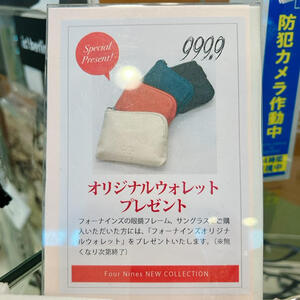 Special
Present!
999.9
オリジナルウォレット
プレゼント
フォーナインズの眼鏡フレーム、サングラスご購
入いただいた方には、「フォーナインズオリジナ
ルウォレット」をプレゼントいたします。(※無
くなり次第終了)
Four Nines NEW COLLECTION
防犯カメラ作動中